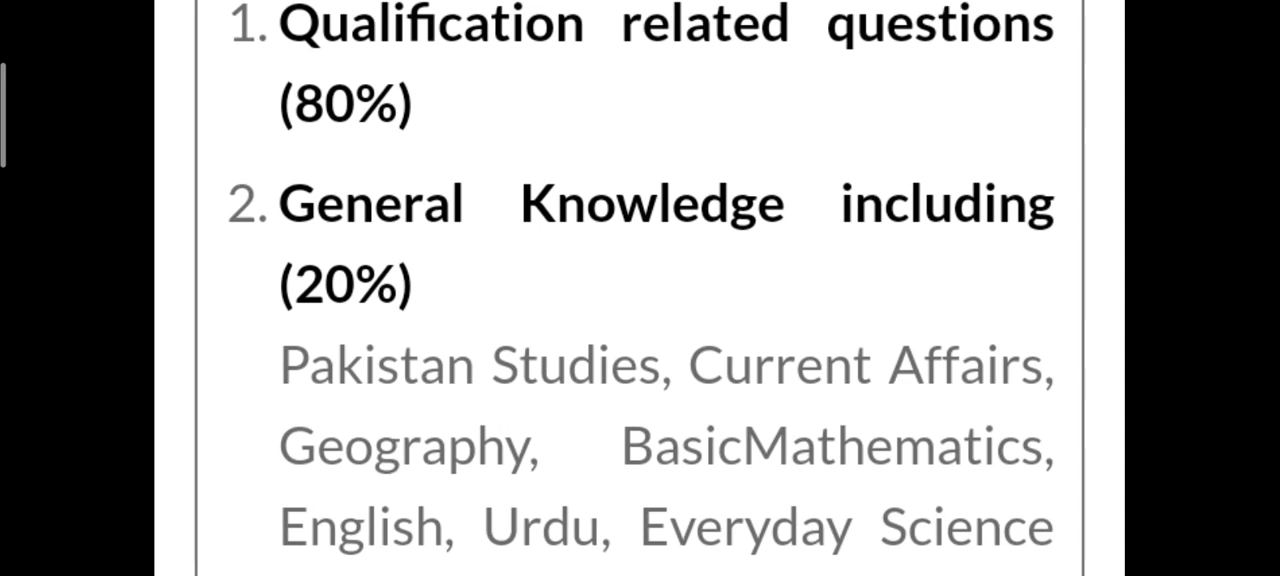 1. Qualification related questions
(80%)
2. General Knowledge including
(20%)
Pakistan Studies, Current Affairs,
Geography, BasicMathematics,
English, Urdu, Everyday Science